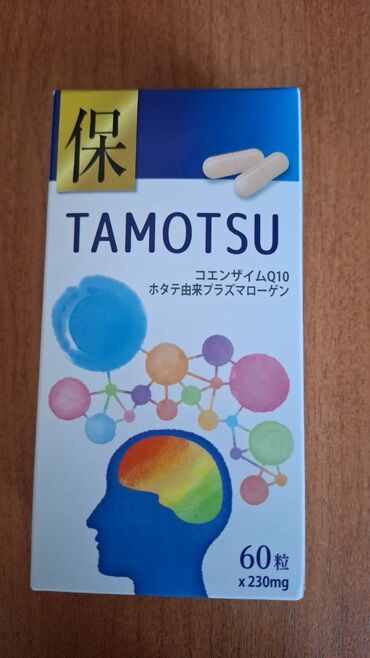 保
TAMOTSU
コエンザイムQ10
ホタテ由来プラズマローゲン
60粒
x 230mg